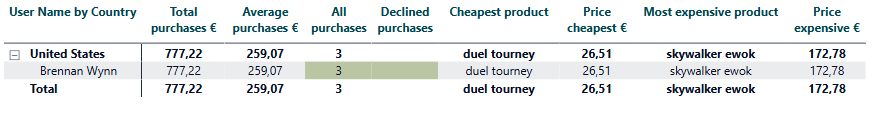 User Name by Country Total purchases € Average purchases € All purchases Declined purchases Cheapest product Price cheapest € Most expensive product Price expensive €
United States 777,22 259,07 3 duel tourney 26,51 skywalker ewok 172,78
Brennan Wynn 777,22 259,07 3 duel tourney 26,51 skywalker ewok 172,78
Total 777,22 259,07 3 duel tourney 26,51 skywalker ewok 172,78